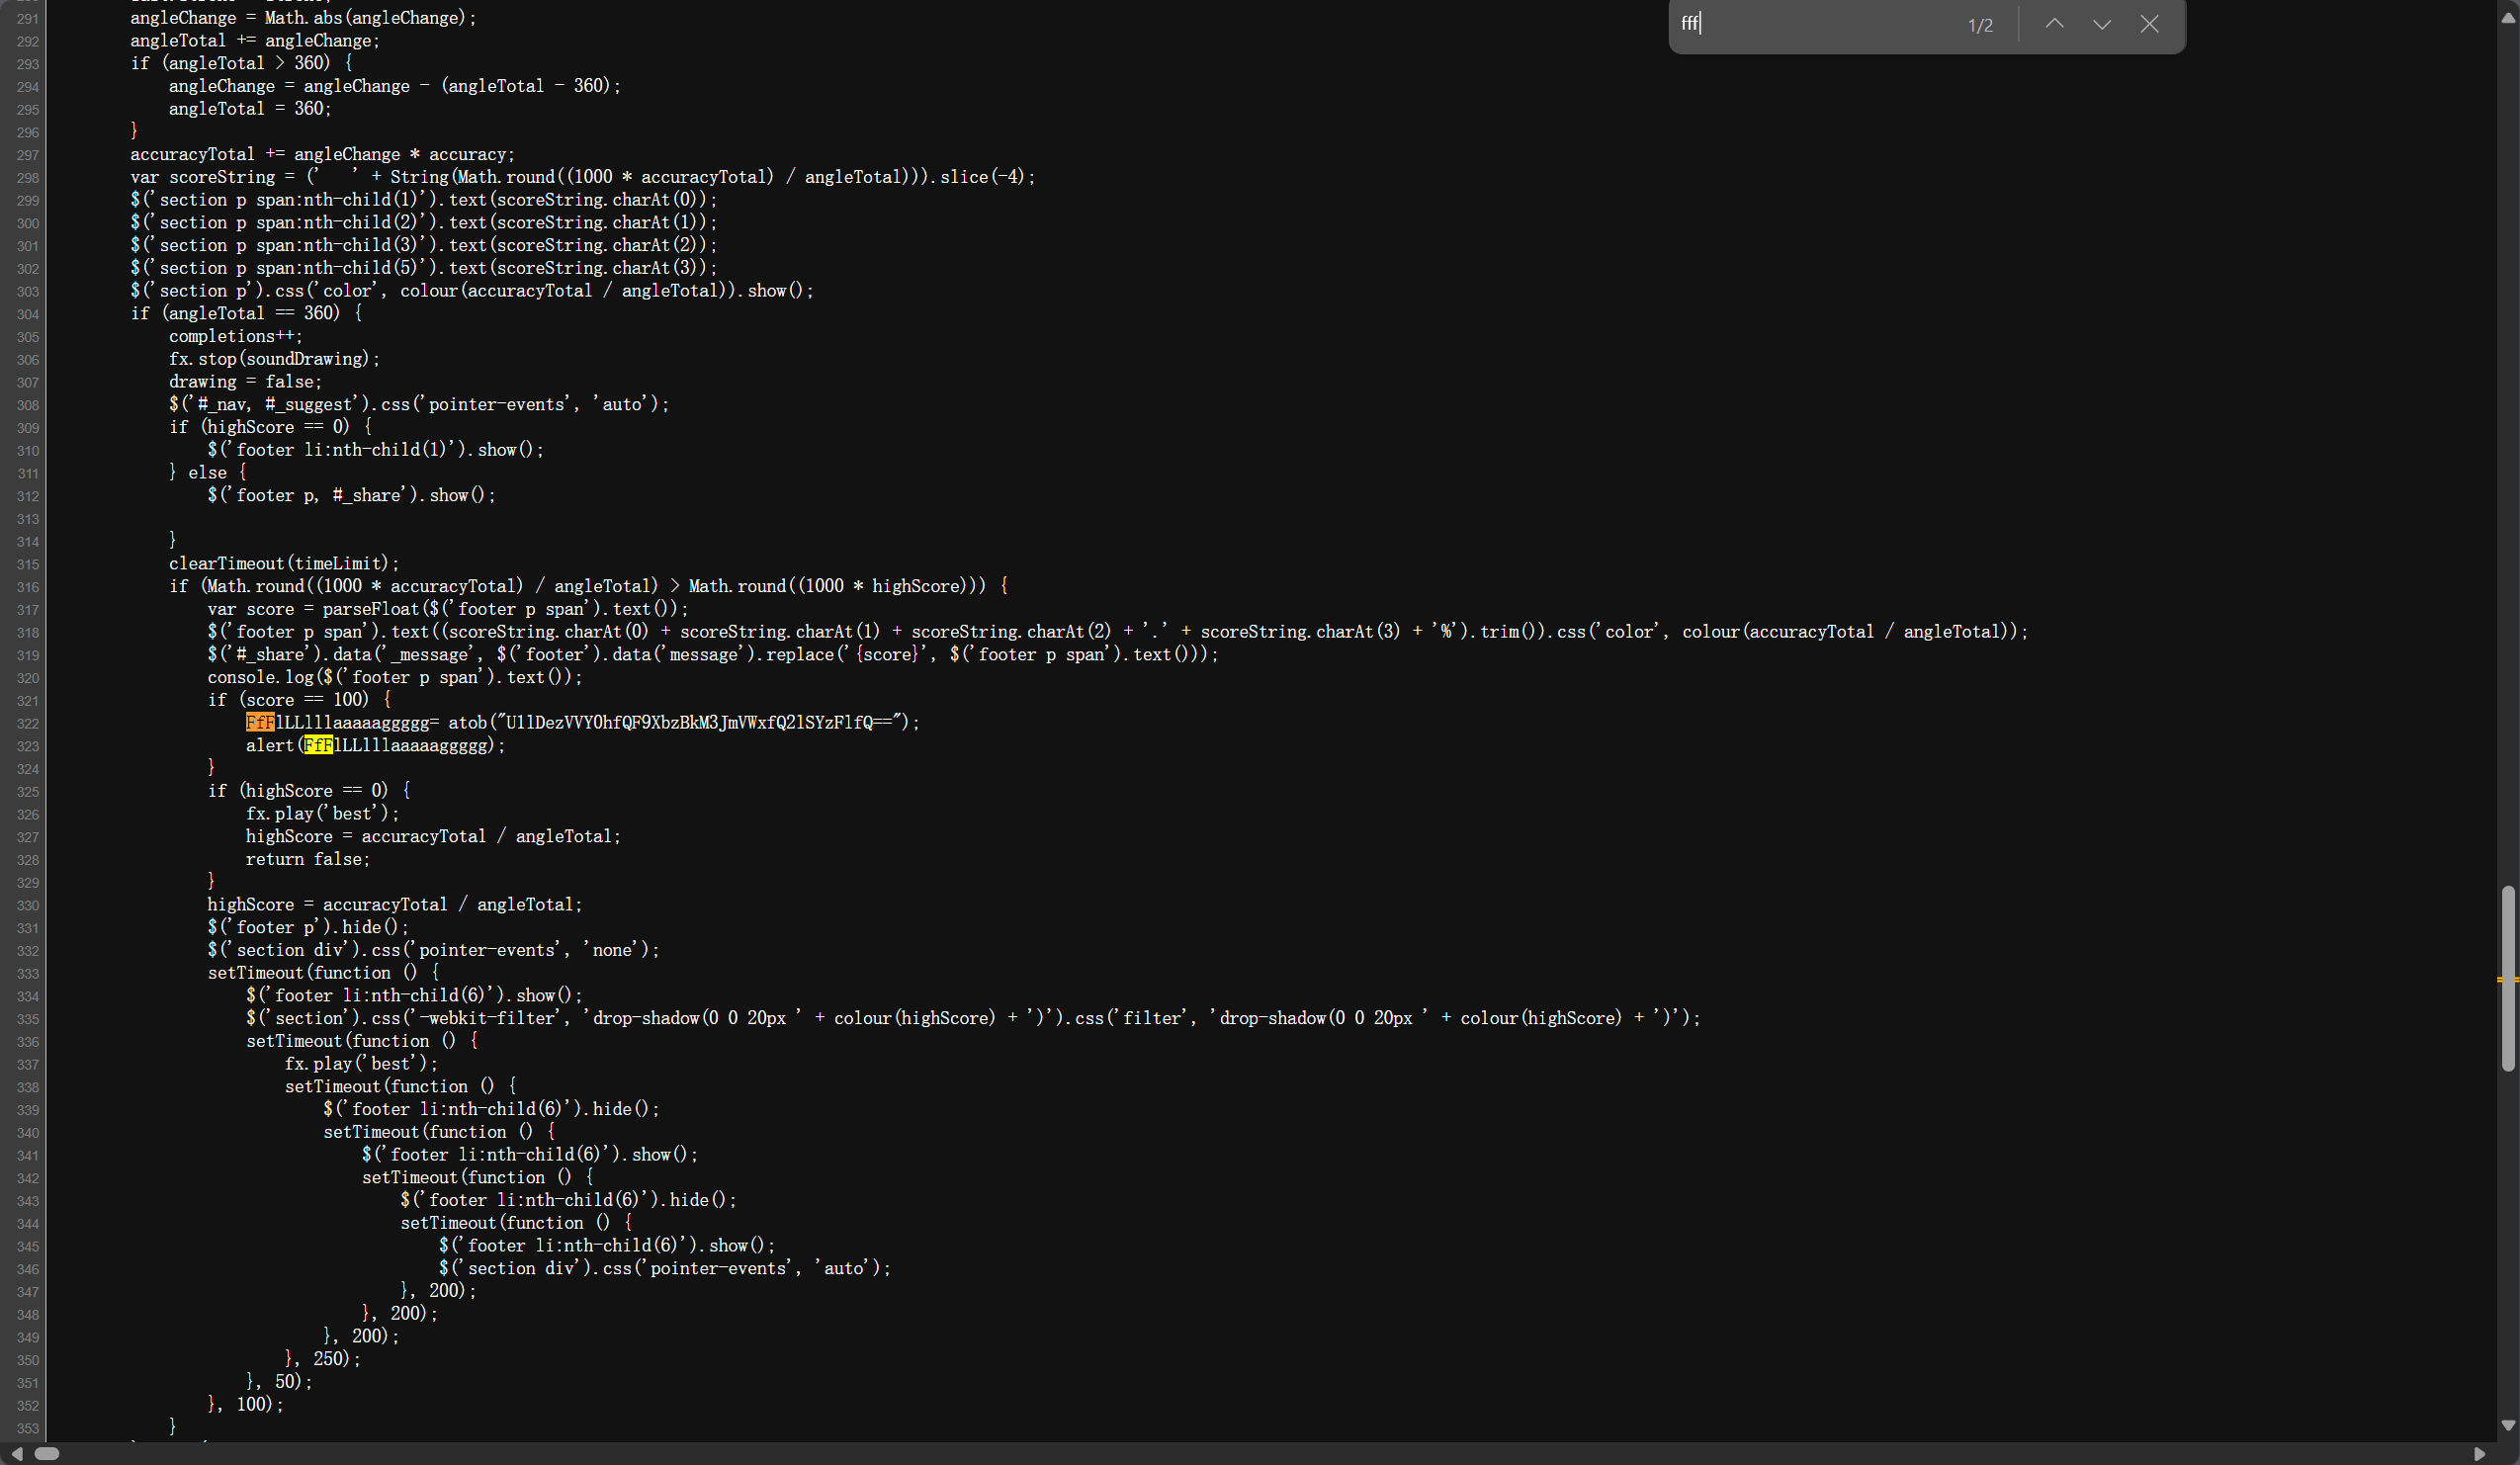 fff 1/2
291 angleChange = Math.abs(angleChange);
292 angleTotal += angleChange;
293 if (angleTotal > 360) {
294 angleChange = angleChange - (angleTotal - 360);
295 angleTotal = 360;
296 }
297 accuracyTotal += angleChange * accuracy;
298 var scoreString = ('   ' + String(Math.round((1000 * accuracyTotal) / angleTotal))).slice(-4);
299 $('section p span:nth-child(1)').text(scoreString.charAt(0));
300 $('section p span:nth-child(2)').text(scoreString.charAt(1));
301 $('section p span:nth-child(3)').text(scoreString.charAt(2));
302 $('section p span:nth-child(5)').text(scoreString.charAt(3));
303 $('section p').css('color', colour(accuracyTotal / angleTotal)).show();
304 if (angleTotal == 360) {
305 completions++;
306 fx.stop(soundDrawing);
307 drawing = false;
308 $('#_nav, #_suggest').css('pointer-events', 'auto');
309 if (highScore == 0) {
310 $('footer li:nth-child(1)').show();
311 } else {
312 $('footer p, #_share').show();
313
314 }
315 clearTimeout(timeLimit);
316 if (Math.round((1000 * accuracyTotal) / angleTotal) > Math.round((1000 * highScore))) {
317 var score = parseFloat($('footer p span').text());
318 $('footer p span').text((scoreString.charAt(0) + scoreString.charAt(1) + scoreString.charAt(2) + '.' + scoreString.charAt(3) + '%').trim()).css('color', colour(accuracyTotal / angleTotal));
319 $('#_share').data('_message', $('footer').data('message').replace('{score}', $('footer p span').text()));
320 console.log($('footer p span').text());
321 if (score == 100) {
322 FfFlLLlllaaaaaggggg= atob("U1lDezVVY0hfQF9XbzBkM3JmVWxfQ2lSYzFlfQ==");
323 alert(FfFlLLlllaaaaaggggg);
324 }
325 if (highScore == 0) {
326 fx.play('best');
327 highScore = accuracyTotal / angleTotal;
328 return false;
329 }
330 highScore = accuracyTotal / angleTotal;
331 $('footer p').hide();
332 $('section div').css('pointer-events', 'none');
333 setTimeout(function () {
334 $('footer li:nth-child(6)').show();
335 $('section').css('-webkit-filter', 'drop-shadow(0 0 20px ' + colour(highScore) + ')').css('filter', 'drop-shadow(0 0 20px ' + colour(highScore) + ')');
336 setTimeout(function () {
337 fx.play('best');
338 setTimeout(function () {
339 $('footer li:nth-child(6)').hide();
340 setTimeout(function () {
341 $('footer li:nth-child(6)').show();
342 setTimeout(function () {
343 $('footer li:nth-child(6)').hide();
344 setTimeout(function () {
345 $('footer li:nth-child(6)').show();
346 $('section div').css('pointer-events', 'auto');
347 }, 200);
348 }, 200);
349 }, 200);
350 }, 250);
351 }, 50);
352 }, 100);
353 }